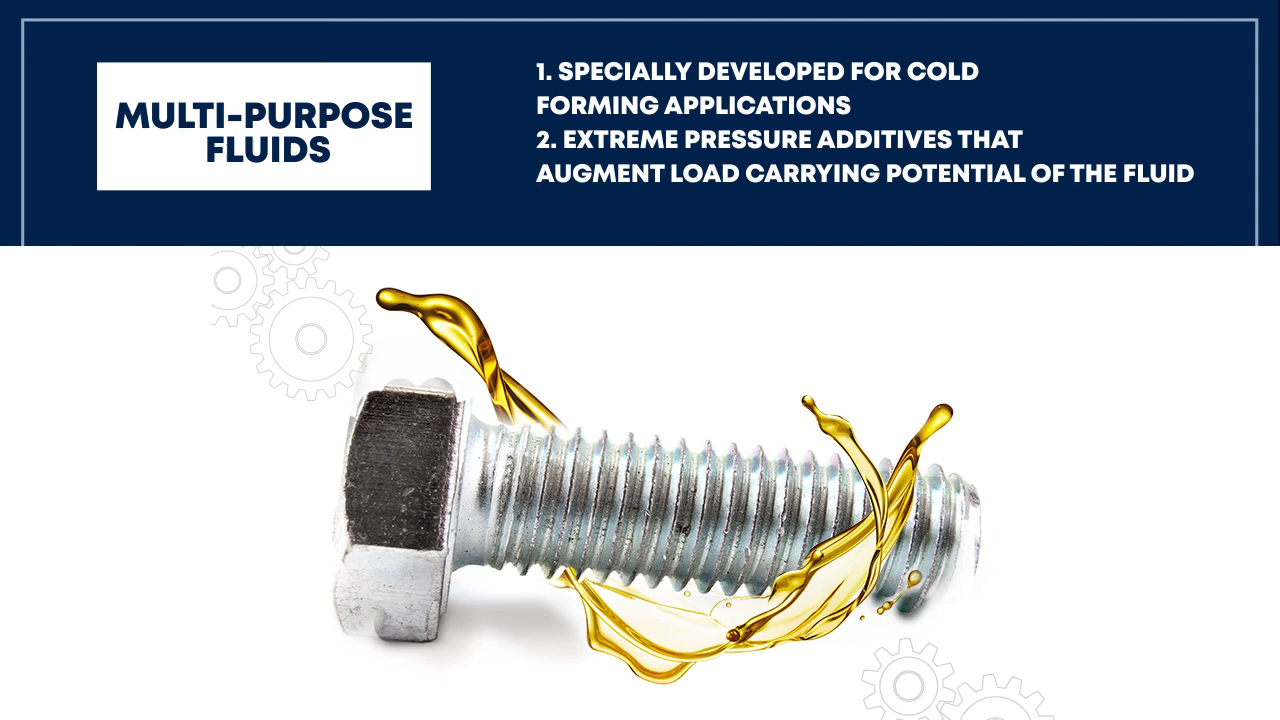 MULTI-PURPOSE
FLUIDS
1. SPECIALLY DEVELOPED FOR COLD
FORMING APPLICATIONS
2. EXTREME PRESSURE ADDITIVES THAT
AUGMENT LOAD CARRYING POTENTIAL OF THE FLUID